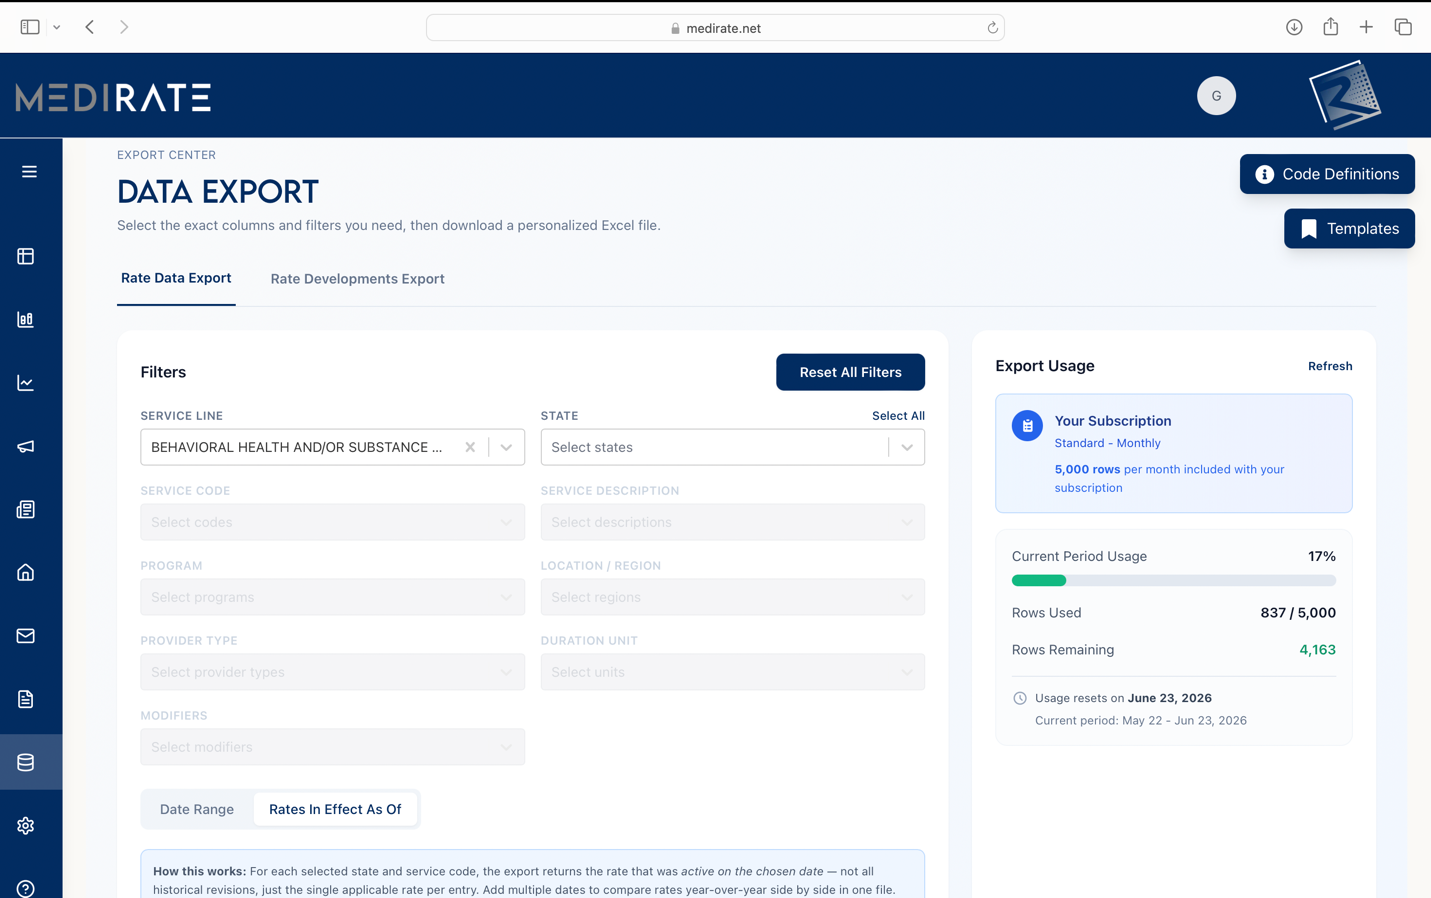 medirate.net
MEDIRATE
G
EXPORT CENTER
DATA EXPORT
Select the exact columns and filters you need, then download a personalized Excel file.
Code Definitions
Templates
Rate Data Export
Rate Developments Export
Filters
Reset All Filters
SERVICE LINE
STATE
Select All
BEHAVIORAL HEALTH AND/OR SUBSTANCE ...
Select states
SERVICE CODE
SERVICE DESCRIPTION
Select codes
Select descriptions
PROGRAM
LOCATION / REGION
Select programs
Select regions
PROVIDER TYPE
DURATION UNIT
Select provider types
Select units
MODIFIERS
Select modifiers
Date Range
Rates In Effect As Of
How this works: For each selected state and service code, the export returns the rate that was active on the chosen date — not all
historical revisions, just the single applicable rate per entry. Add multiple dates to compare rates year-over-year side by side in one file.
Export Usage
Refresh
Your Subscription
Standard - Monthly
5,000 rows per month included with your
subscription
Current Period Usage
17%
Rows Used
837 / 5,000
Rows Remaining
4,163
Usage resets on June 23, 2026
Current period: May 22 - Jun 23, 2026